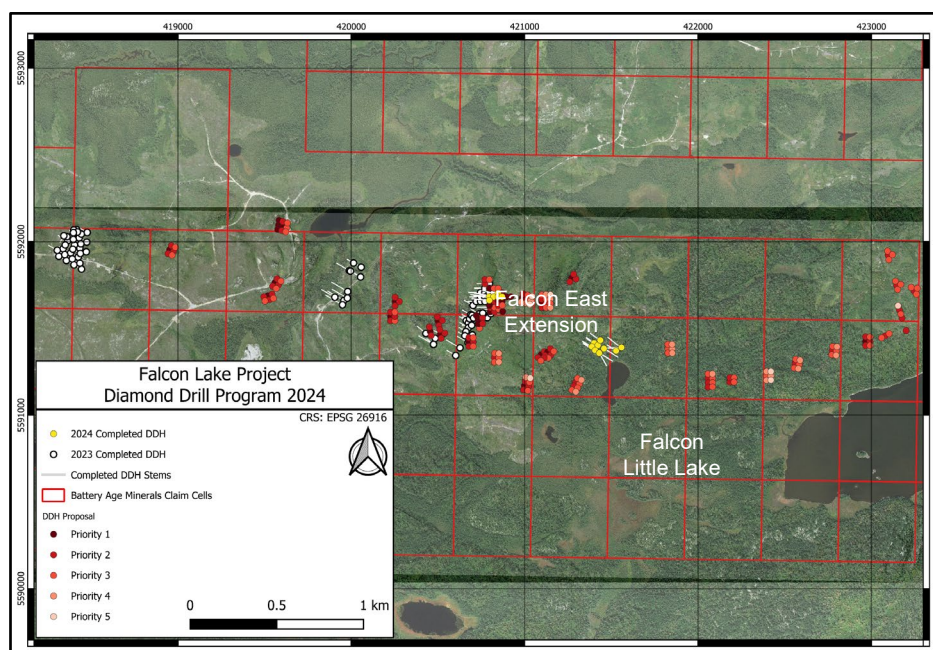 419000
420000
421000
422000
423000
5593000
5592000
5591000
5590000
Falcon East
Extension
Falcon
Little Lake
Falcon Lake Project
Diamond Drill Program 2024
CRS: EPSG 26916
2024 Completed DDH
2023 Completed DDH
Completed DDH Stems
Battery Age Minerals Claim Cells
DDH Proposal
Priority 1
Priority 2
Priority 3
Priority 4
Priority 5
0 0.5 1 km